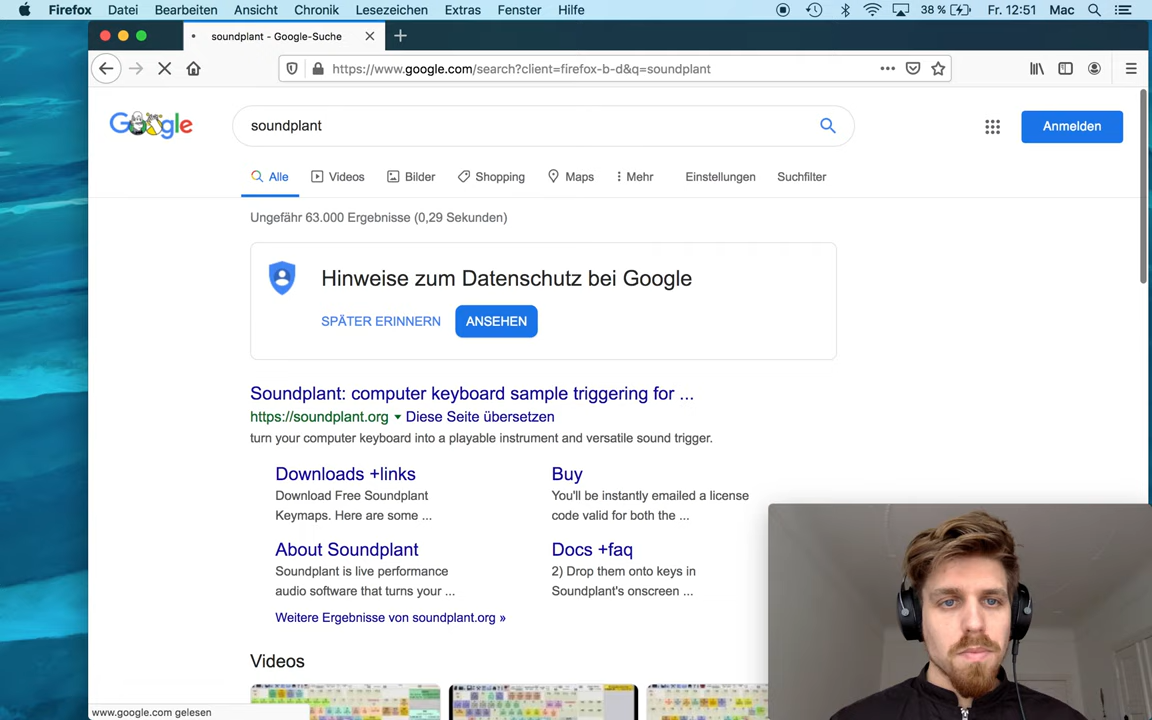 Firefox Datei Bearbeiten Ansicht Chronik Lesezeichen Extras Fenster Hilfe 38 % Fr. 12:51 Mac
soundplant - Google-Suche
https://www.google.com/search?client=firefox-b-d&q=soundplant
Google
soundplant
Anmelden
Alle Videos Bilder Shopping Maps Mehr Einstellungen Suchfilter
Ungefähr 63.000 Ergebnisse (0,29 Sekunden)
Hinweise zum Datenschutz bei Google
SPÄTER ERINNERN ANSEHEN
Soundplant: computer keyboard sample triggering for ...
https://soundplant.org Diese Seite übersetzen
turn your computer keyboard into a playable instrument and versatile sound trigger.
Downloads +links
Download Free Soundplant
Keymaps. Here are some ...
Buy
You'll be instantly emailed a license
code valid for both the ...
About Soundplant
Soundplant is live performance
audio software that turns your ...
Docs +faq
2) Drop them onto keys in
Soundplant's onscreen ...
Weitere Ergebnisse von soundplant.org »
Videos
www.google.com gelesen